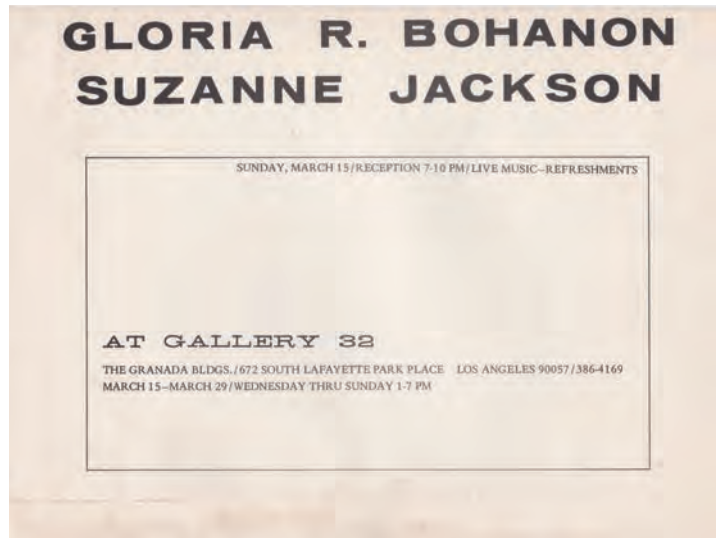 GLORIA R. BOHANON
SUZANNE JACKSON
SUNDAY, MARCH 15/RECEPTION 7-10 PM/LIVE MUSIC–REFRESHMENTS
AT GALLERY 32
THE GRANADA BLDGS./672 SOUTH LAFAYETTE PARK PLACE LOS ANGELES 90057/386-4169
MARCH 15–MARCH 29/WEDNESDAY THRU SUNDAY 1-7 PM